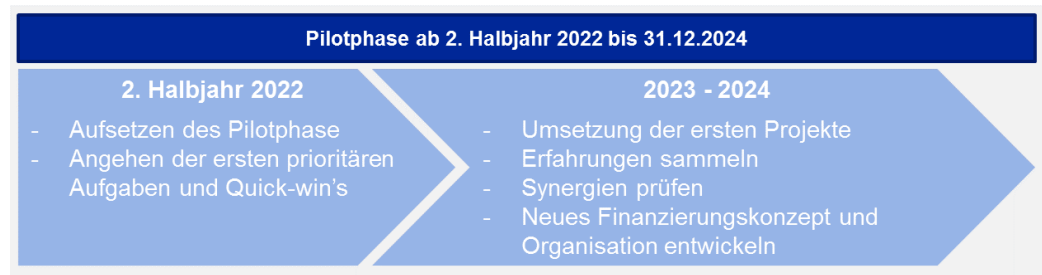 Pilotphase ab 2. Halbjahr 2022 bis 31.12.2024
2. Halbjahr 2022
- Aufsetzen des Pilotphase
- Angehen der ersten prioritären
Aufgaben und Quick-win’s
2023 - 2024
- Umsetzung der ersten Projekte
- Erfahrungen sammeln
- Synergien prüfen
- Neues Finanzierungskonzept und
Organisation entwickeln